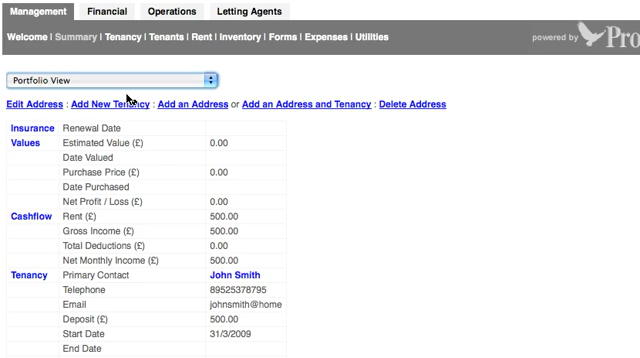 Management Financial Operations Letting Agents
Welcome | Summary | Tenancy | Tenants | Rent | Inventory | Forms | Expenses | Utilities
powered by Pro
Portfolio View
Edit Address : Add New Tenancy : Add an Address or Add an Address and Tenancy : Delete Address
Insurance Renewal Date
Values Estimated Value (£) 0.00
Date Valued
Purchase Price (£) 0.00
Date Purchased
Net Profit / Loss (£) 0.00
Cashflow Rent (£) 500.00
Gross Income (£) 500.00
Total Deductions (£) 0.00
Net Monthly Income (£) 500.00
Tenancy Primary Contact John Smith
Telephone 89525378795
Email johnsmith@home
Deposit (£) 500.00
Start Date 31/3/2009
End Date